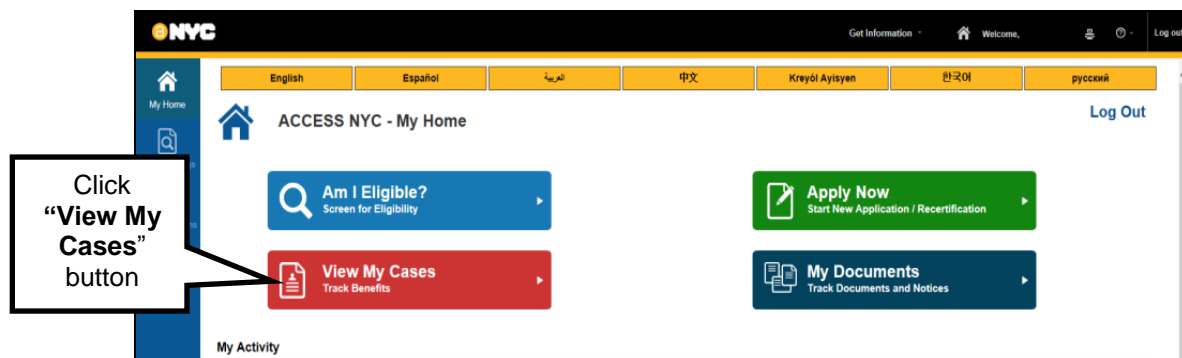 NYC
Get Information
Welcome,
Log out
My Home
English
Español
العربية
中文
Kreyòl Ayisyen
한국어
русский
ACCESS NYC - My Home
Log Out
Click
“View My
Cases”
button
Am I Eligible?
Screen for Eligibility
Apply Now
Start New Application / Recertification
View My Cases
Track Benefits
My Documents
Track Documents and Notices
My Activity